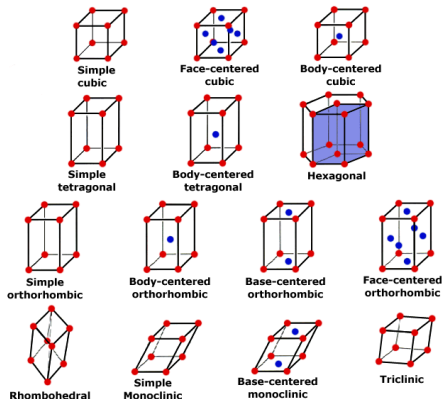 Simple
cubic
Face-centered
cubic
Body-centered
cubic
Simple
tetragonal
Body-centered
tetragonal
Hexagonal
Simple
orthorhombic
Body-centered
orthorhombic
Base-centered
orthorhombic
Face-centered
orthorhombic
Rhombohedral
Simple
Monoclinic
Base-centered
monoclinic
Triclinic